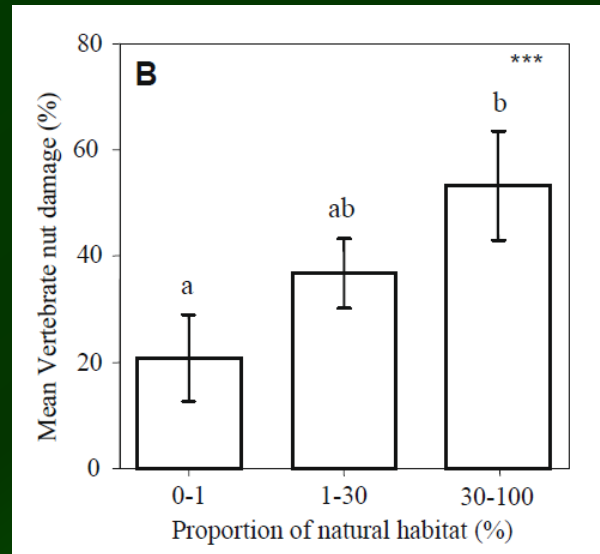 B
***
80
60
40
20
0
Mean Vertebrate nut damage (%)
a
ab
b
0-1 1-30 30-100
Proportion of natural habitat (%)